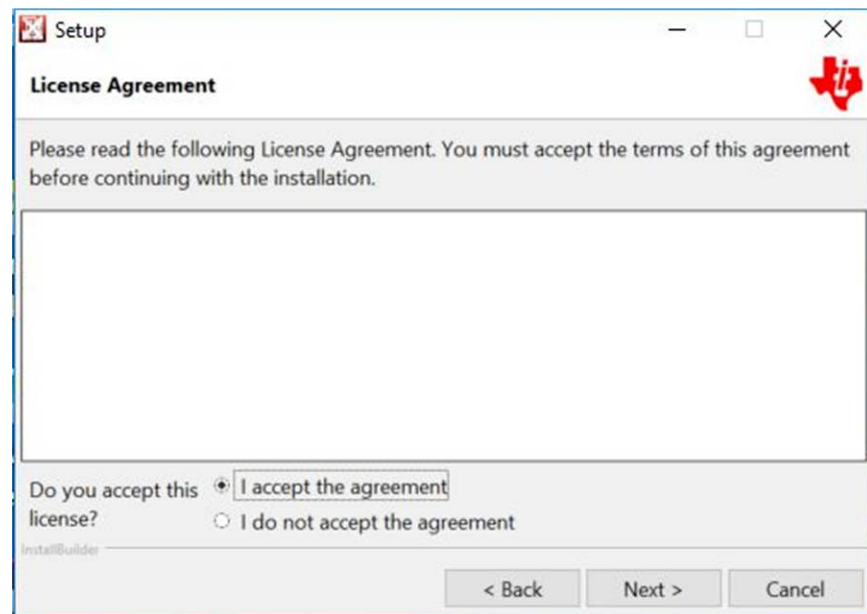 Setup
License Agreement
Please read the following License Agreement. You must accept the terms of this agreement
before continuing with the installation.
Do you accept this
license?
I accept the agreement
I do not accept the agreement
InstallBuilder
< Back
Next >
Cancel